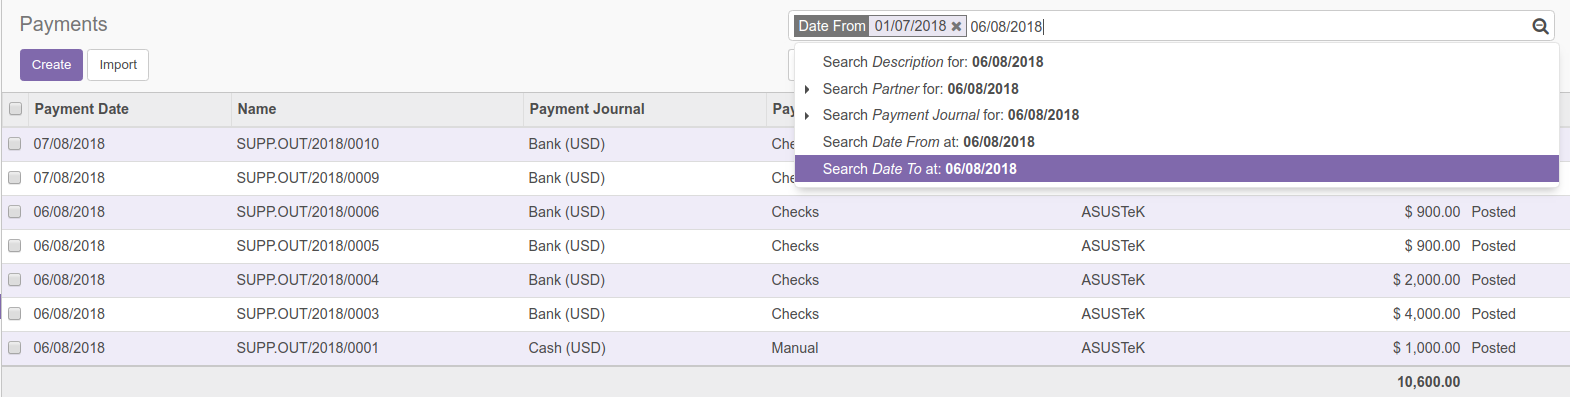 Payments
Date From 01/07/2018 ✖ 06/08/2018
Create Import
Search Description for: 06/08/2018
Search Partner for: 06/08/2018
Search Payment Journal for: 06/08/2018
Search Date From at: 06/08/2018
Search Date To at: 06/08/2018
Payment Date Name Payment Journal Pay
07/08/2018 SUPP.OUT/2018/0010 Bank (USD) Che
07/08/2018 SUPP.OUT/2018/0009 Bank (USD) Che
06/08/2018 SUPP.OUT/2018/0006 Bank (USD) Checks ASUSTeK $ 900.00 Posted
06/08/2018 SUPP.OUT/2018/0005 Bank (USD) Checks ASUSTeK $ 900.00 Posted
06/08/2018 SUPP.OUT/2018/0004 Bank (USD) Checks ASUSTeK $ 2,000.00 Posted
06/08/2018 SUPP.OUT/2018/0003 Bank (USD) Checks ASUSTeK $ 4,000.00 Posted
06/08/2018 SUPP.OUT/2018/0001 Cash (USD) Manual ASUSTeK $ 1,000.00 Posted
10,600.00